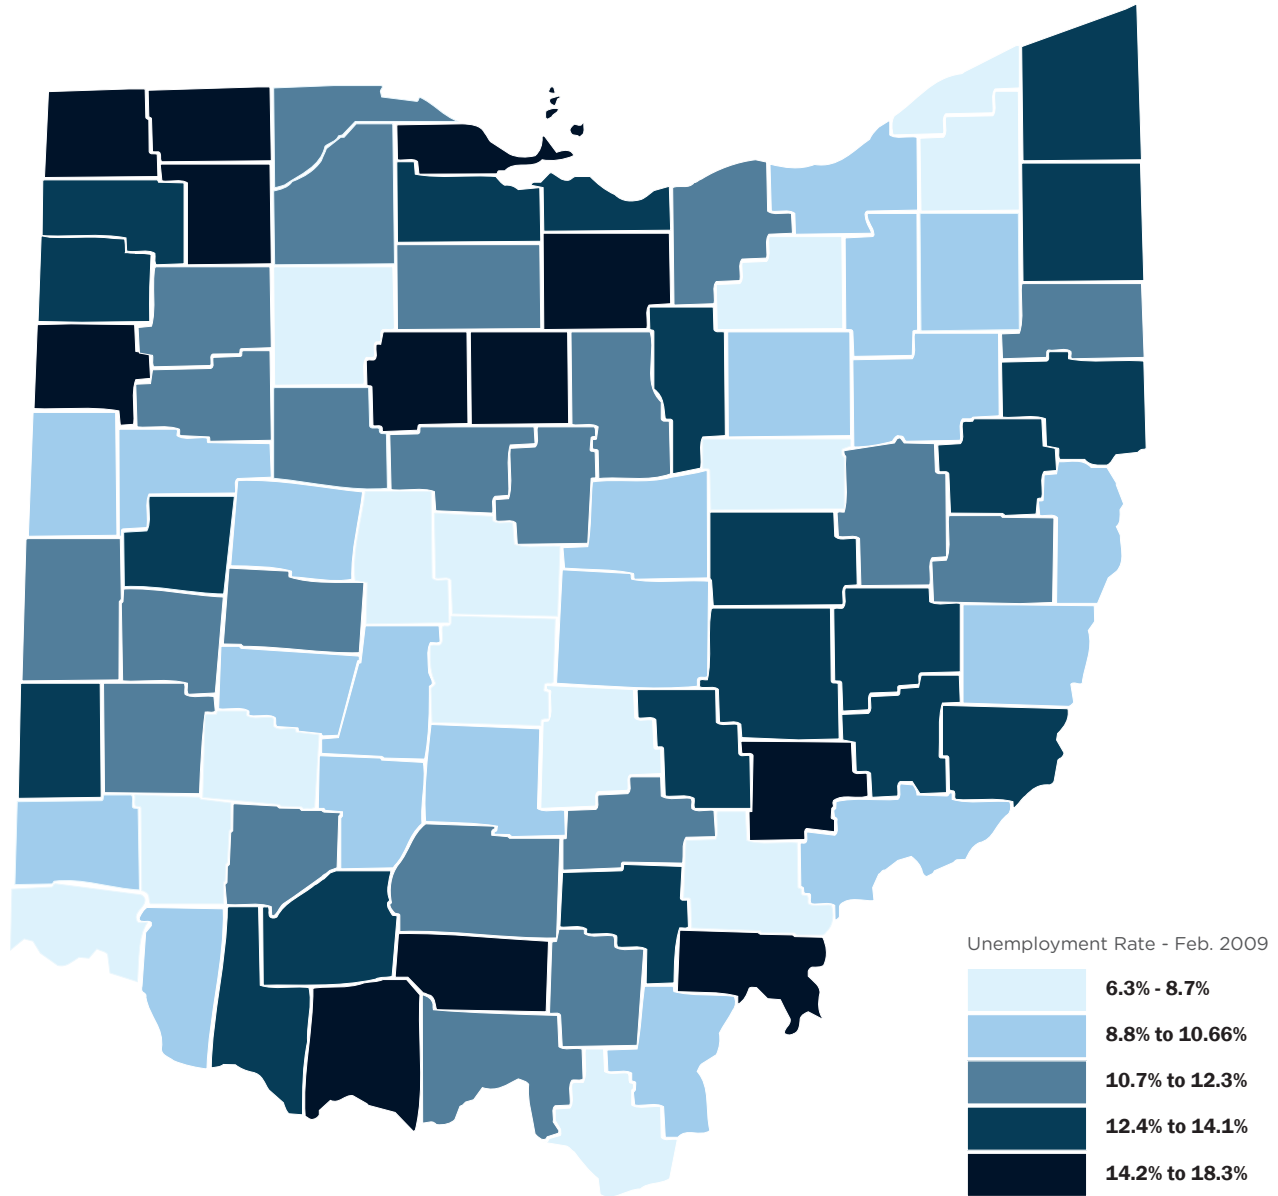 Unemployment Rate - Feb. 2009
6.3% - 8.7%
8.8% to 10.66%
10.7% to 12.3%
12.4% to 14.1%
14.2% to 18.3%